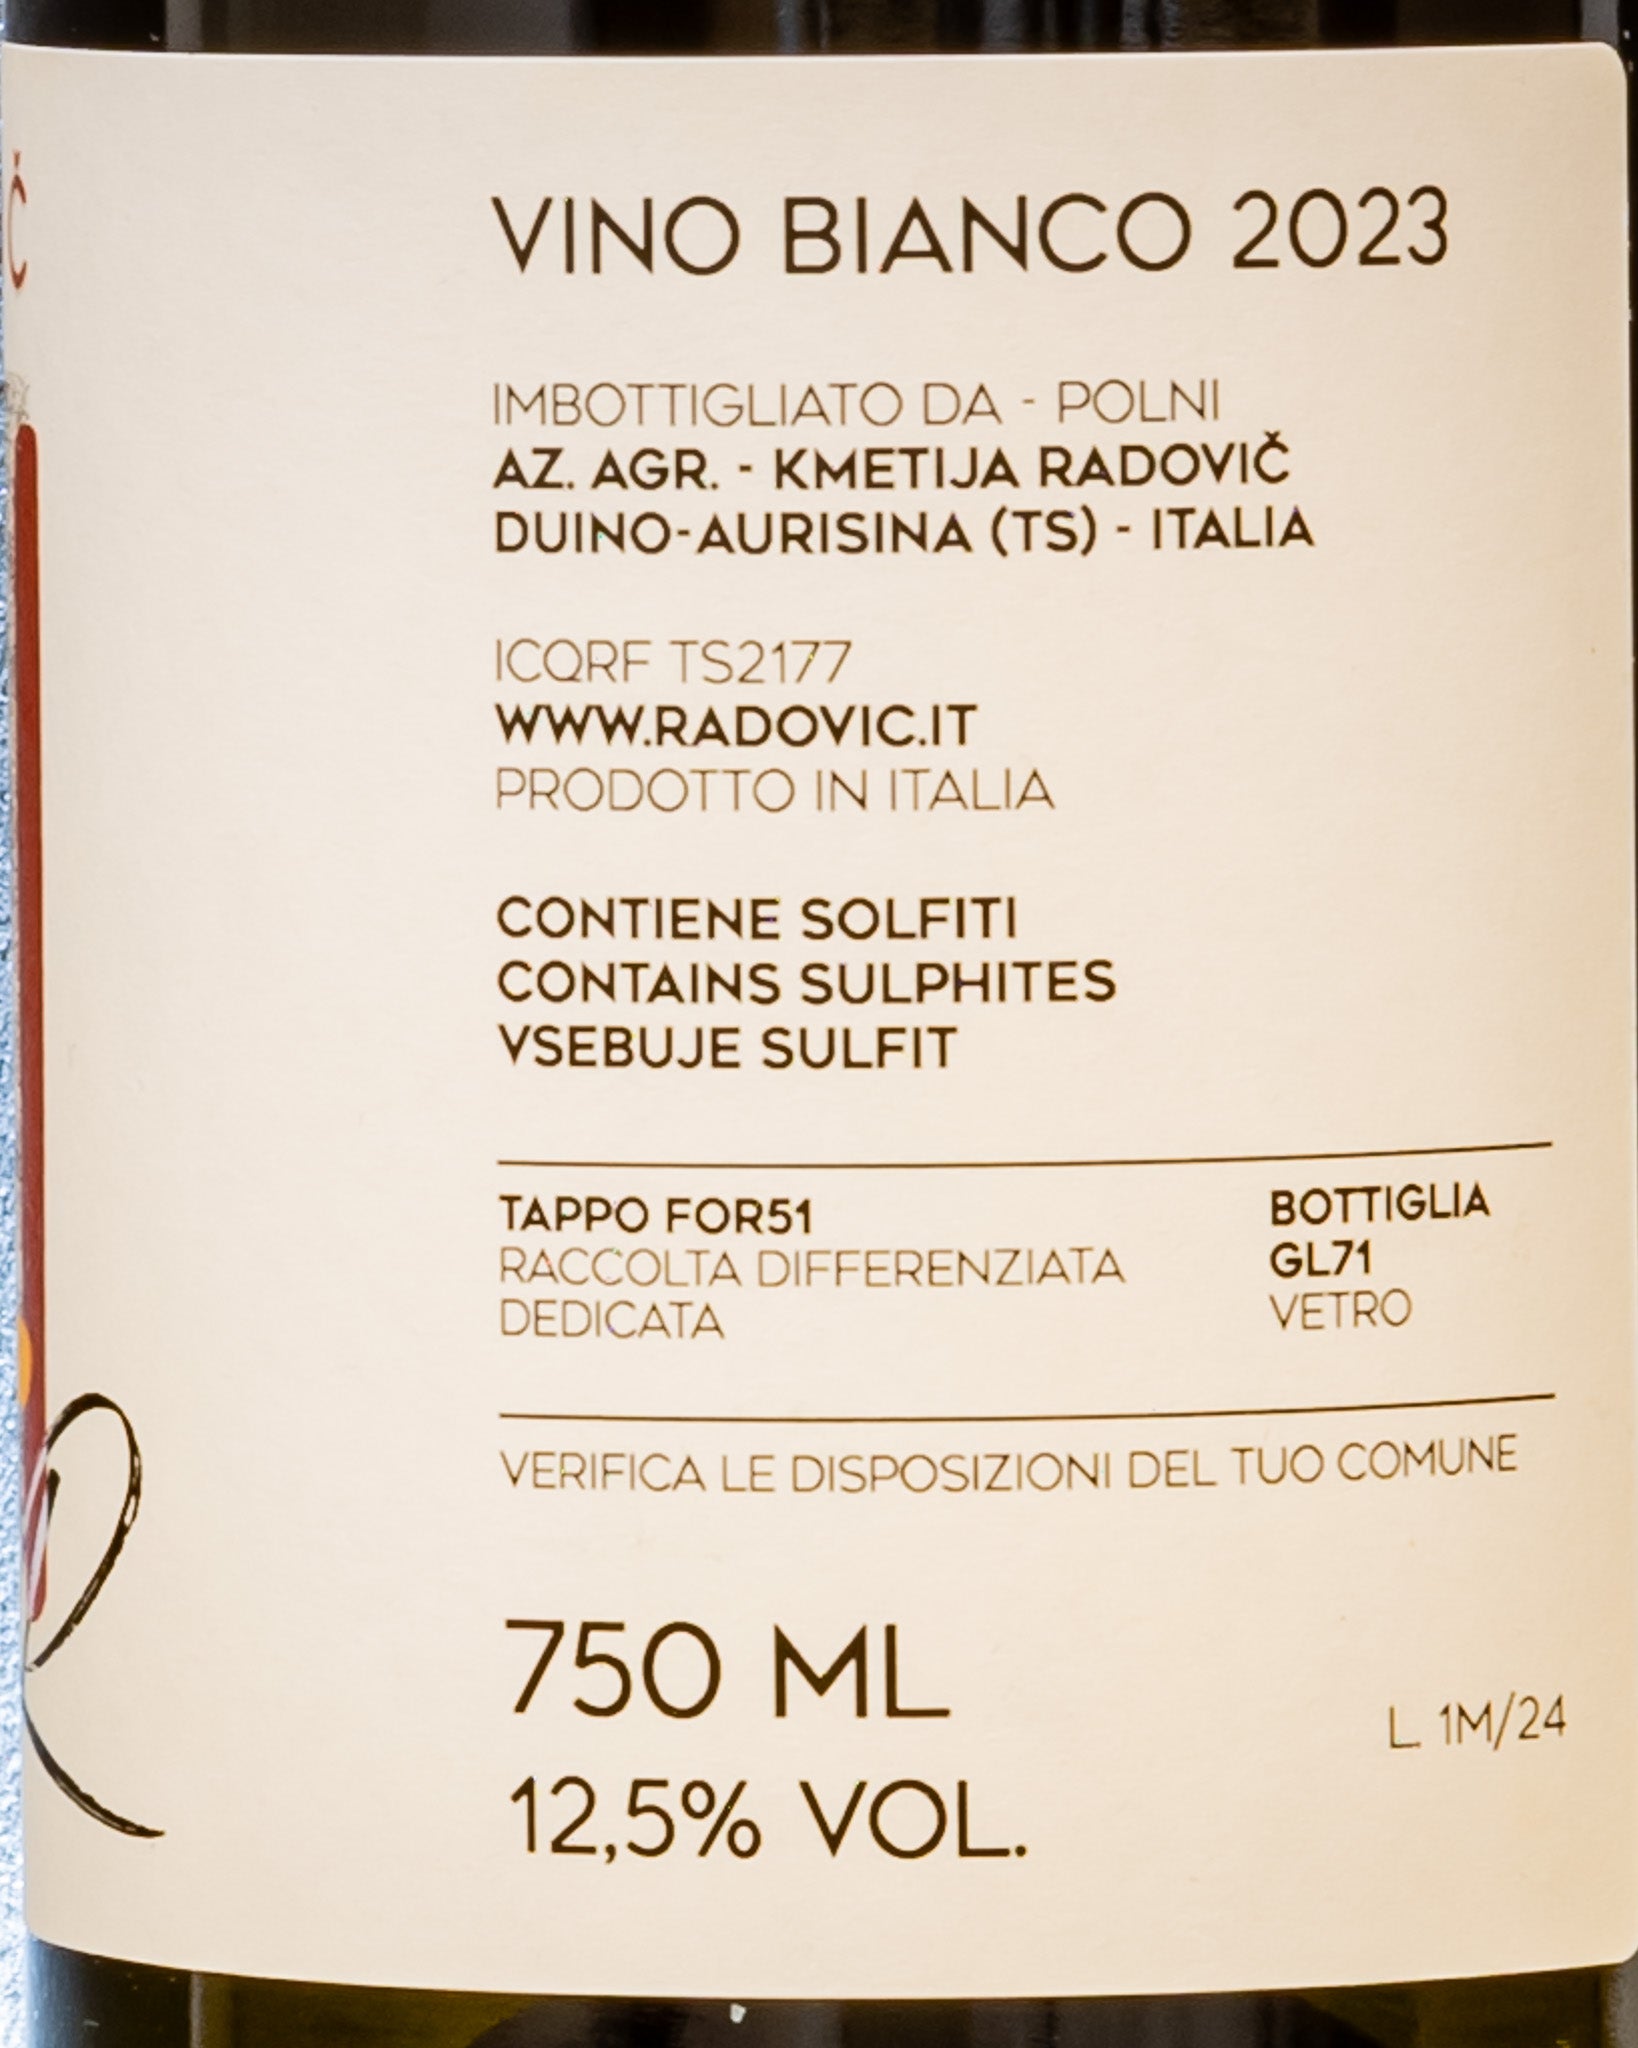 Č
VINO BIANCO 2023
IMBOTTIGLIATO DA - POLNI
AZ. AGR. - KMETIJA RADOVIČ
DUINO-AURISINA (TS) - ITALIA
ICQRF TS2177
WWW.RADOVIC.IT
PRODOTTO IN ITALIA
CONTIENE SOLFITI
CONTAINS SULPHITES
VSEBUJE SULFIT
TAPPO FOR51
RACCOLTA DIFFERENZIATA
DEDICATA
BOTTIGLIA
GL71
VETRO
VERIFICA LE DISPOSIZIONI DEL TUO COMUNE
750 ML
L 1M/24
12,5% VOL.